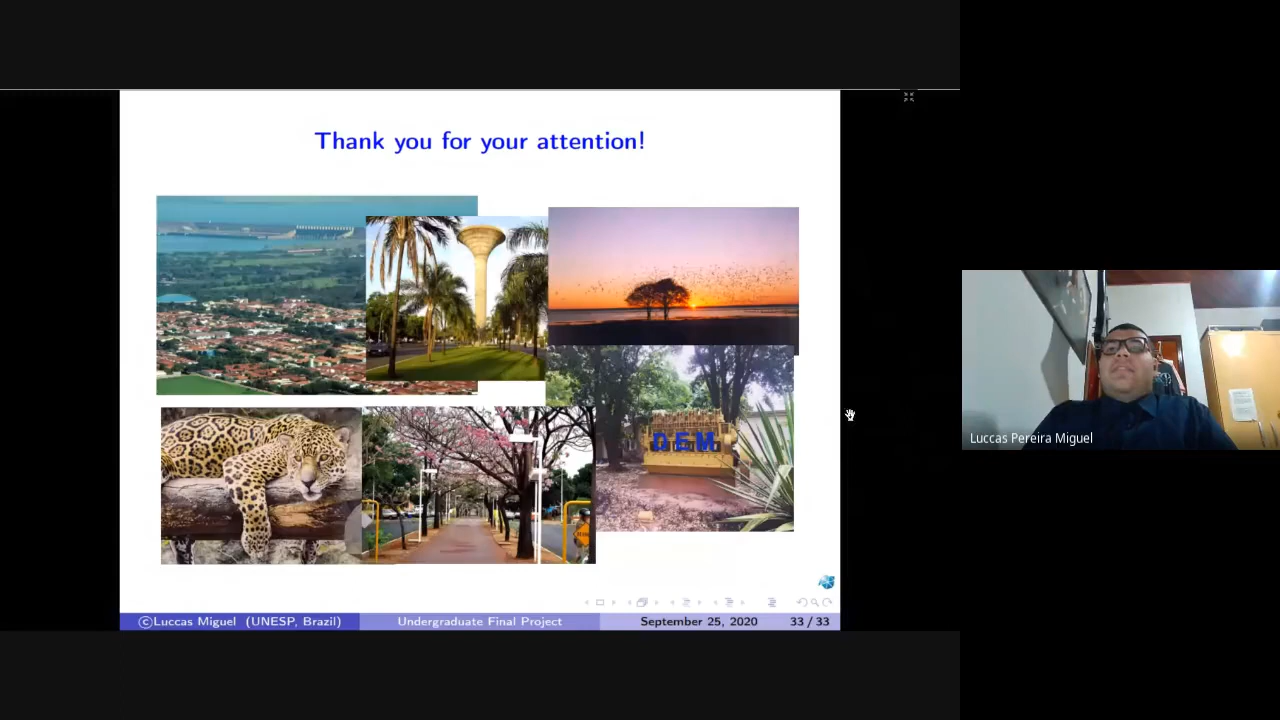 Thank you for your attention!
DEM
Luccas Pereira Miguel
©Luccas Miguel (UNESP, Brazil)
Undergraduate Final Project
September 25, 2020
33 / 33